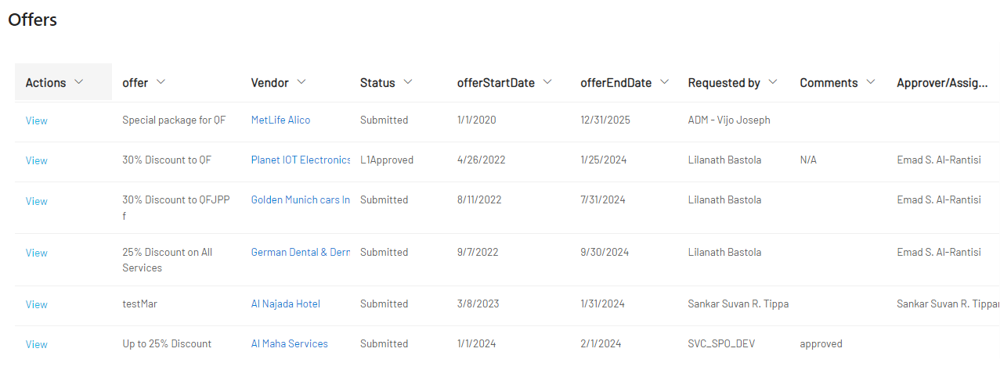 Offers
Actions offer Vendor Status offerStartDate offerEndDate Requested by Comments Approver/Assig...
View Special package for QF MetLife Alico Submitted 1/1/2020 12/31/2025 ADM - Vijo Joseph
View 30% Discount to QF Planet IOT Electronics L1Approved 4/26/2022 1/25/2024 Lilanath Bastola N/A Emad S. Al-Rantisi
View 30% Discount to QFJPP Golden Munich cars In Submitted 8/11/2022 7/31/2024 Lilanath Bastola Emad S. Al-Rantisi
f
View 25% Discount on All German Dental & Derm Submitted 9/7/2022 9/30/2024 Lilanath Bastola Emad S. Al-Rantisi
Services
View testMar Al Najada Hotel Submitted 3/8/2023 1/31/2024 Sankar Suvan R. Tippa Sankar Suvan R. Tippar
View Up to 25% Discount Al Maha Services Submitted 1/1/2024 2/1/2024 SVC_SPO_DEV approved